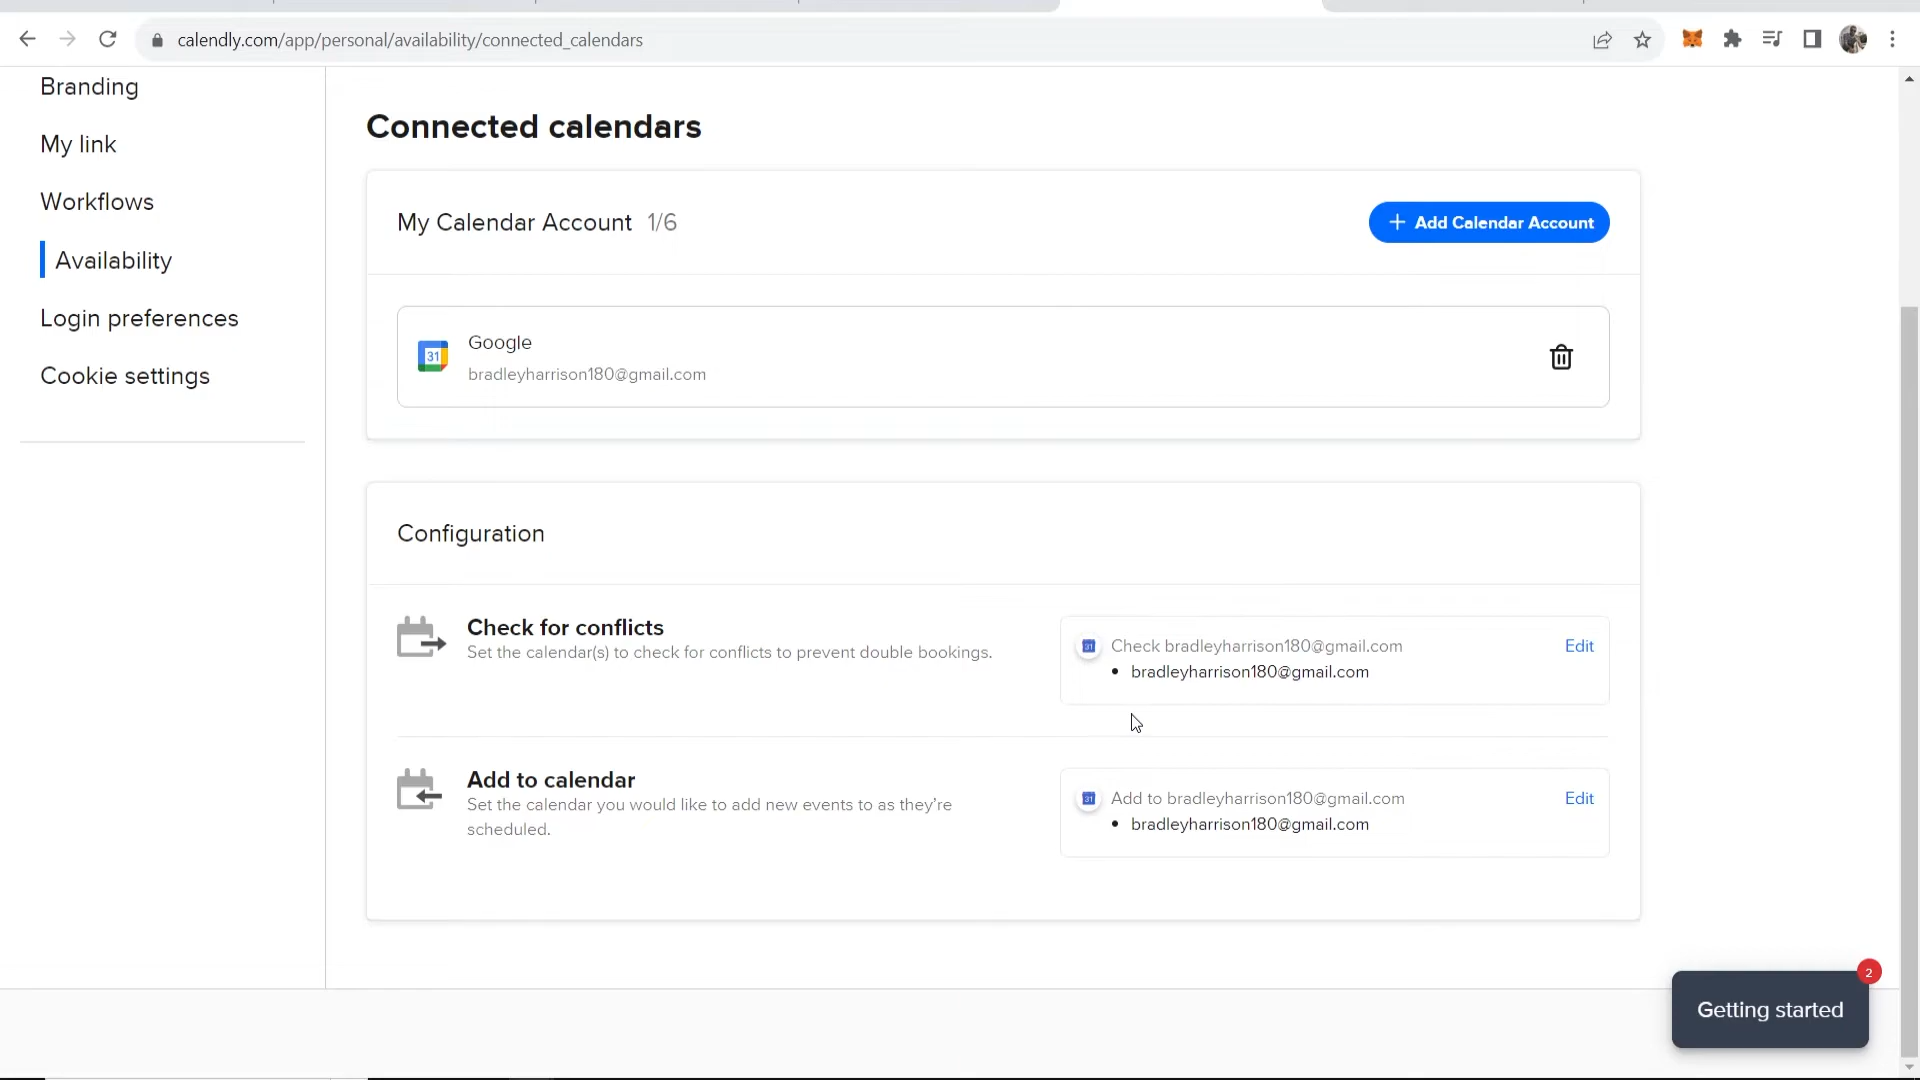 calendly.com/app/personal/availability/connected_calendars
Branding
My link
Workflows
Availability
Login preferences
Cookie settings
Connected calendars
My Calendar Account 1/6
+ Add Calendar Account
31
Google
bradleyharrison180@gmail.com
Configuration
Check for conflicts
Set the calendar(s) to check for conflicts to prevent double bookings.
31 Check bradleyharrison180@gmail.com Edit
• bradleyharrison180@gmail.com
Add to calendar
Set the calendar you would like to add new events to as they're
scheduled.
31 Add to bradleyharrison180@gmail.com Edit
• bradleyharrison180@gmail.com
2
Getting started